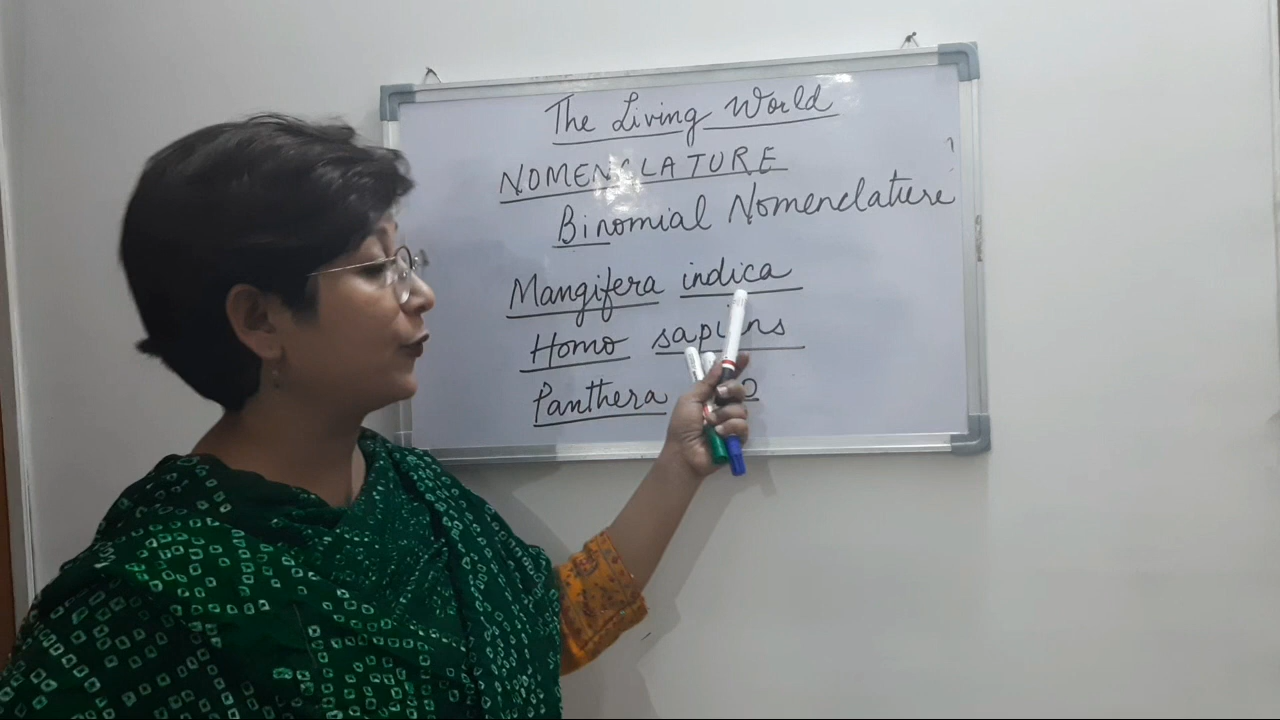 The Living World
NOMENCLATURE
Binomial Nomenclature
Mangifera indica
Homo sapiens
Panthera